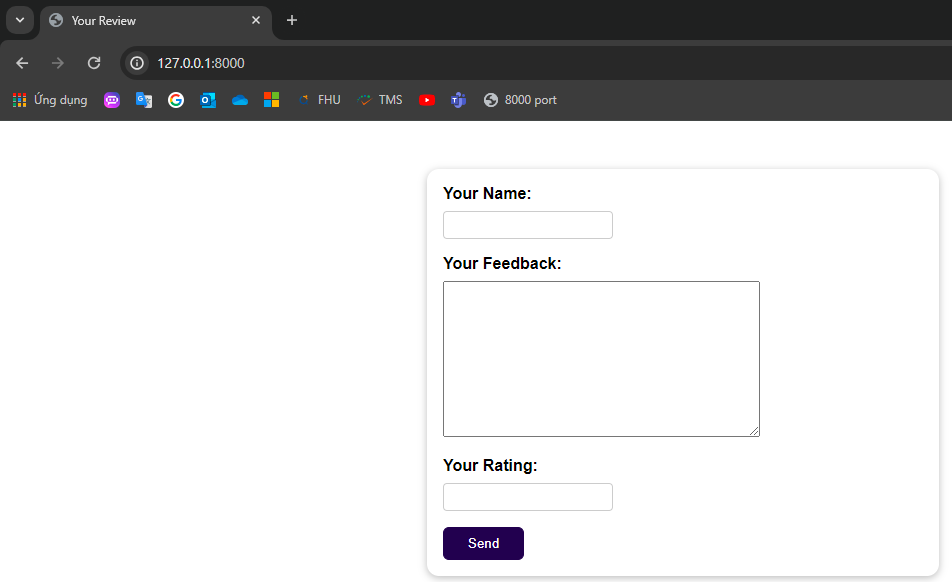 Your Review
127.0.0.1:8000
Ứng dụng FHU TMS 8000 port
Your Name:
Your Feedback:
Your Rating:
Send